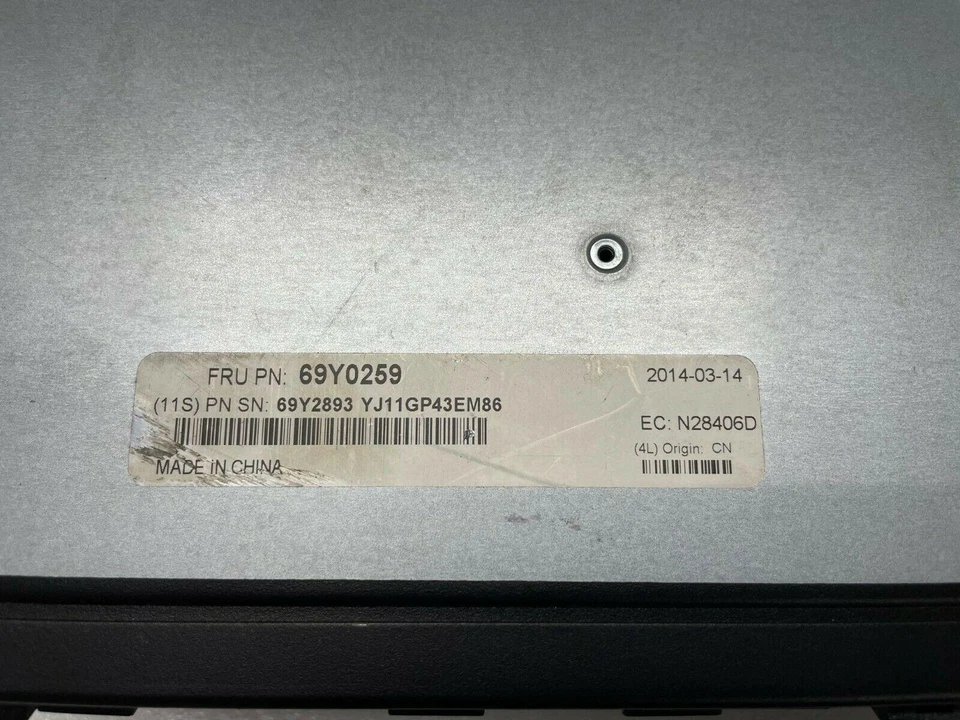 FRU PN: 69Y0259
2014-03-14
(11S) PN SN: 69Y2893 YJ11GP43EM86
EC: N28406D
(4L) Origin: CN
MADE IN CHINA